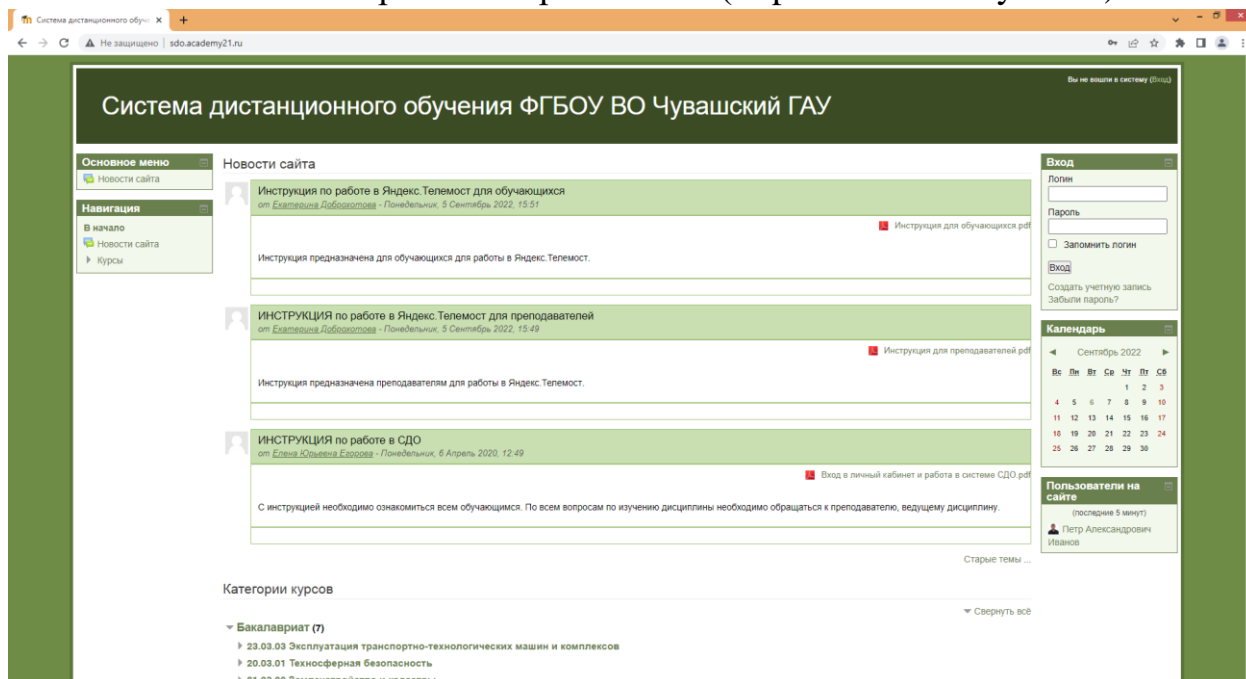 Система дистанционного обуч
Не защищено | sdo.academy21.ru
Вы не вошли в систему (Вход)
Система дистанционного обучения ФГБОУ ВО Чувашский ГАУ
Основное меню
Новости сайта
Навигация
В начало
Новости сайта
Курсы
Новости сайта
Инструкция по работе в Яндекс.Телемост для обучающихся
от Екатерина Доброхотова - Понедельник, 5 Сентябрь 2022, 15:51
Инструкция для обучающихся.pdf
Инструкция предназначена для обучающихся для работы в Яндекс.Телемост.
ИНСТРУКЦИЯ по работе в Яндекс.Телемост для преподавателей
от Екатерина Доброхотова - Понедельник, 5 Сентябрь 2022, 15:49
Инструкция для преподавателей.pdf
Инструкция предназначена преподавателям для работы в Яндекс.Телемост.
ИНСТРУКЦИЯ по работе в СДО
от Елена Юрьевна Егорова - Понедельник, 6 Апрель 2020, 12:49
Вход в личный кабинет и работа в системе СДО.pdf
С инструкцией необходимо ознакомиться всем обучающимся. По всем вопросам по изучению дисциплины необходимо обращаться к преподавателю, ведущему дисциплину.
Старые темы ...
Категории курсов
Свернуть всё
Бакалавриат (7)
23.03.03 Эксплуатация транспортно-технологических машин и комплексов
20.03.01 Техносферная безопасность
Вход
Логин
Пароль
Запомнить логин
Вход
Создать учетную запись
Забыли пароль?
Календарь
Сентябрь 2022
Вс Пн Вт Ср Чт Пт Сб
1 2 3
4 5 6 7 8 9 10
11 12 13 14 15 16 17
18 19 20 21 22 23 24
25 26 27 28 29 30
Пользователи на
сайте
(последние 5 минут)
Петр Александрович
Иванов